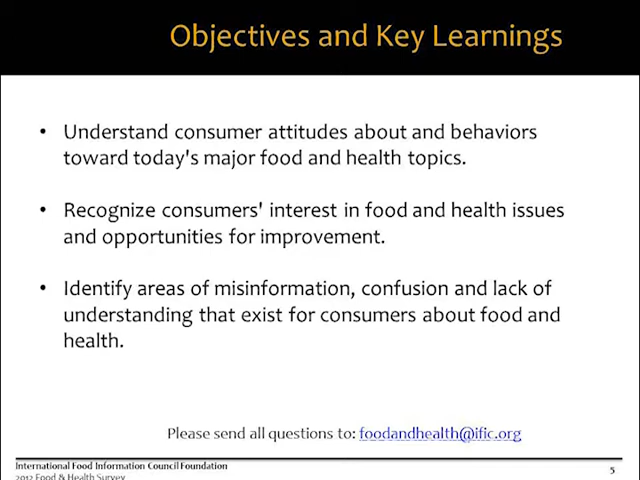 Objectives and Key Learnings
• Understand consumer attitudes about and behaviors
toward today's major food and health topics.
• Recognize consumers' interest in food and health issues
and opportunities for improvement.
• Identify areas of misinformation, confusion and lack of
understanding that exist for consumers about food and
health.
Please send all questions to: foodandhealth@ific.org
International Food Information Council Foundation
2012 Food & Health Survey
5